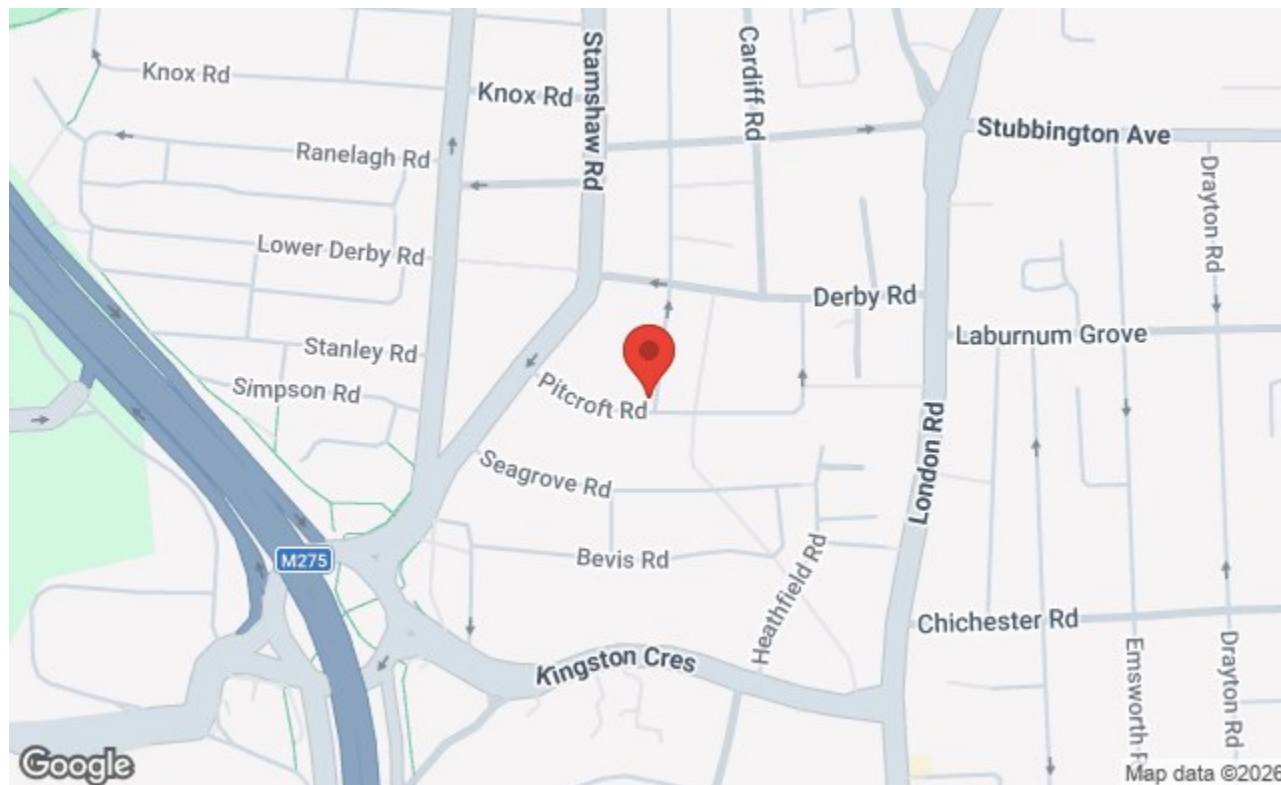 Stamshaw Rd
Cardiff Rd
Knox Rd
Knox Rd
Stubbington Ave
Ranelagh Rd
Drayton Rd
Lower Derby Rd
Derby Rd
Laburnum Grove
Stanley Rd
Simpson Rd
Pitcroft Rd
London Rd
Seagrove Rd
M275
Bevis Rd
Heathfield Rd
Chichester Rd
Kingston Cres
Emsworth R
Drayton Rd
Google
Map data ©2026